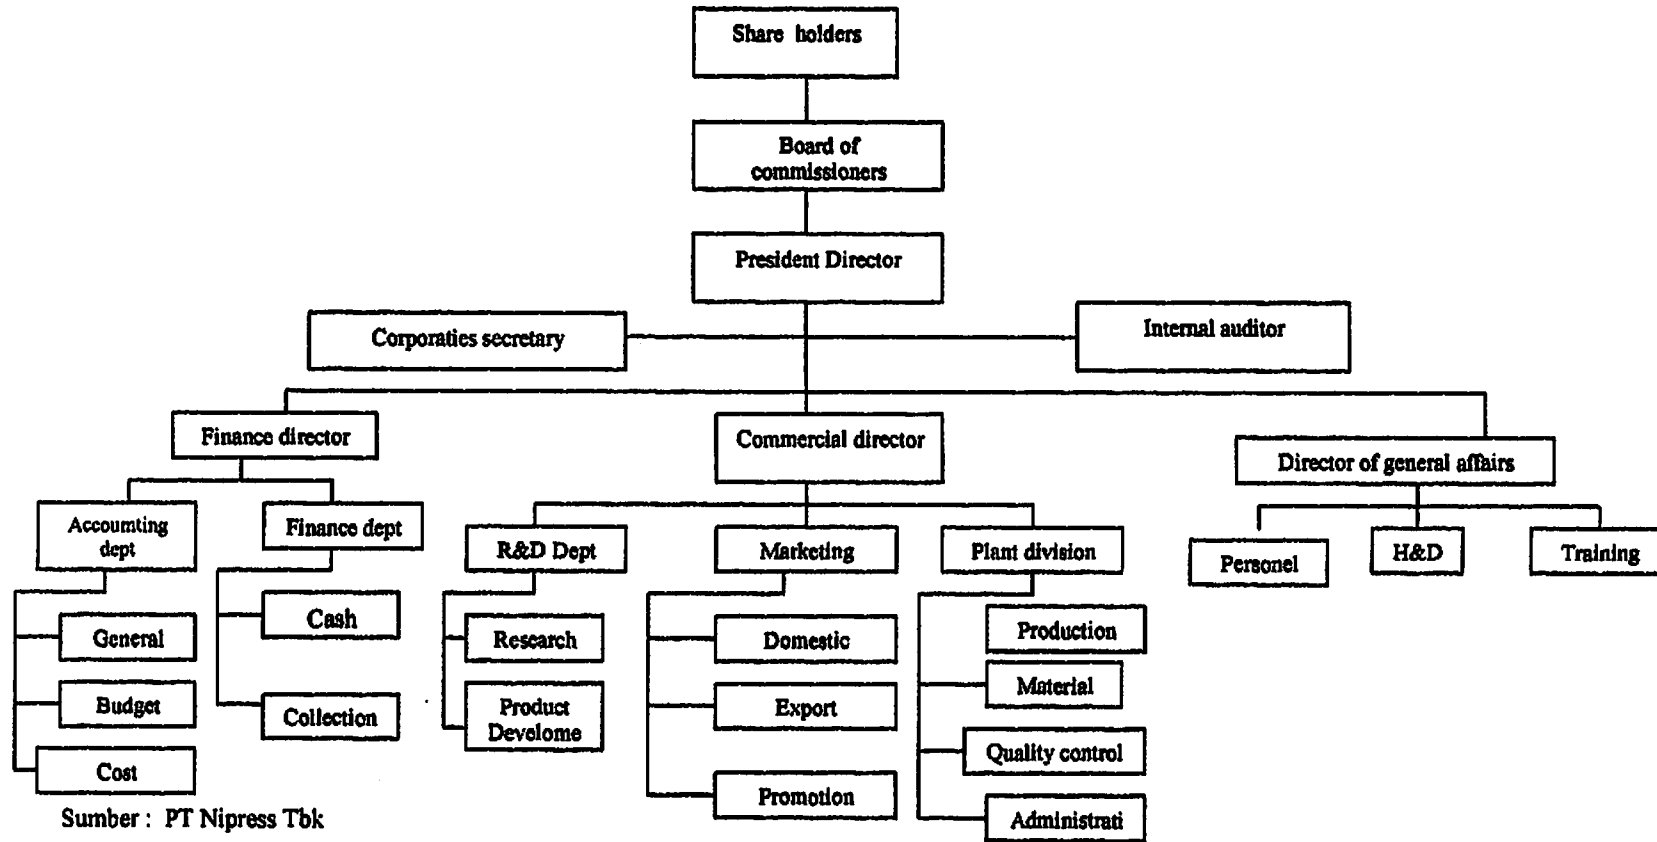 Share holders
Board of
commissioners
President Director
Corporaties secretary
Internal auditor
Finance director
Commercial director
Director of general affairs
Accounting
dept
Finance dept
R&D Dept
Marketing
Plant division
Personel
H&D
Training
General
Budget
Cost
Cash
Collection
Research
Product
Develome
Domestic
Export
Promotion
Production
Material
Quality control
Administrati
Sumber : PT Nipress Tbk